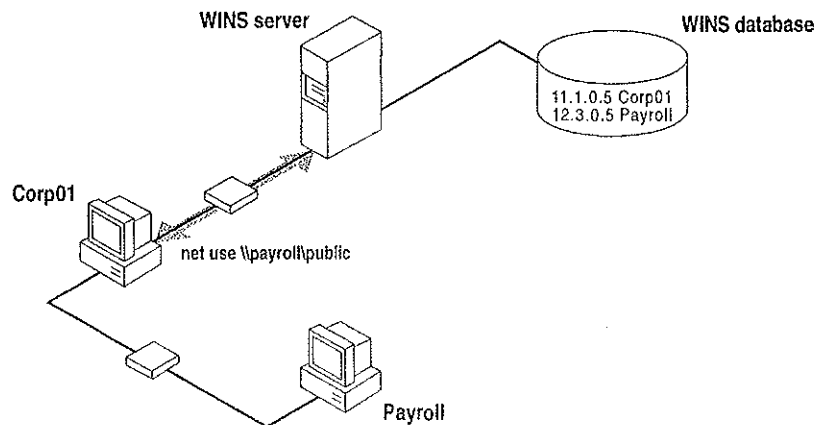 WINS server
WINS database
11.1.0.5 Corp01
12.3.0.5 Payroll
Corp01
net use \\payroll\public
Payroll